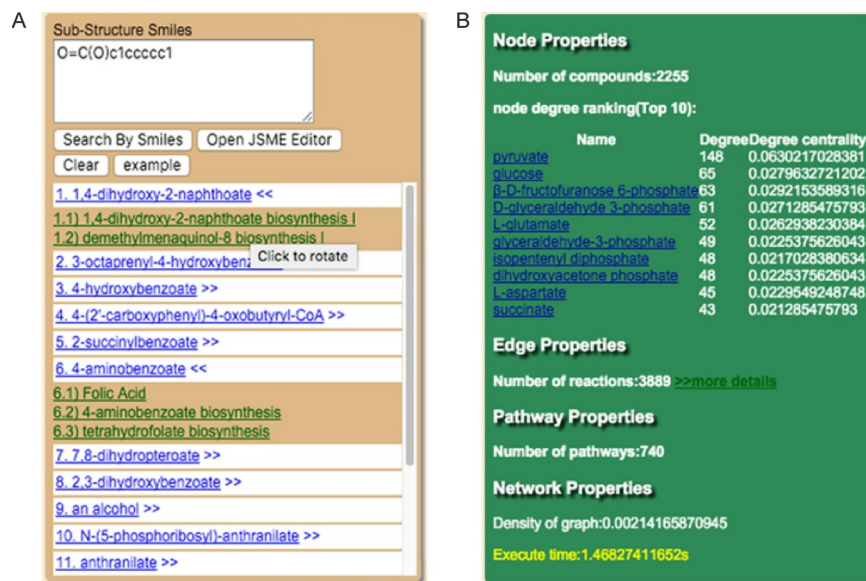 A
Sub-Structure Smiles
O=C(O)c1ccccc1
Search By Smiles Open JSME Editor
Clear example
1. 1,4-dihydroxy-2-naphthoate <<
1.1) 1,4-dihydroxy-2-naphthoate biosynthesis I
1.2) demethylmenaquinol-8 biosynthesis I
Click to rotate
2. 3-octaprenyl-4-hydroxybenz
3. 4-hydroxybenzoate >>
4. 4-(2'-carboxyphenyl)-4-oxobutyryl-CoA >>
5. 2-succinylbenzoate >>
6. 4-aminobenzoate <<
6.1) Folic Acid
6.2) 4-aminobenzoate biosynthesis
6.3) tetrahydrofolate biosynthesis
7. 7,8-dihydropteroate >>
8. 2,3-dihydroxybenzoate >>
9. an alcohol >>
10. N-(5-phosphoribosyl)-anthranilate >>
11. anthranilate >>
B
Node Properties
Number of compounds:2255
node degree ranking(Top 10):
Name Degree Degree centrality
pyruvate 148 0.0630217028381
glucose 65 0.0279632721202
β-D-fructofuranose 6-phosphate 63 0.0292153589316
D-glyceraldehyde 3-phosphate 61 0.0271285475793
L-glutamate 52 0.0262938230384
glyceraldehyde-3-phosphate 49 0.0225375626043
isopentenyl diphosphate 48 0.0217028380634
dihydroxyacetone phosphate 48 0.0225375626043
L-aspartate 45 0.0229549248748
succinate 43 0.021285475793
Edge Properties
Number of reactions:3889 >>more details
Pathway Properties
Number of pathways:740
Network Properties
Density of graph:0.00214165870945
Execute time:1.46827411652s